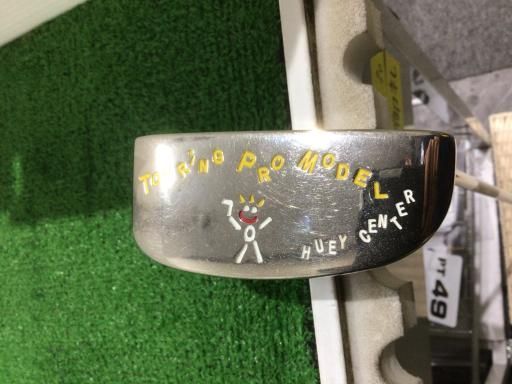 TOURING PRO MODEL
HUEY CENTER
PT 49